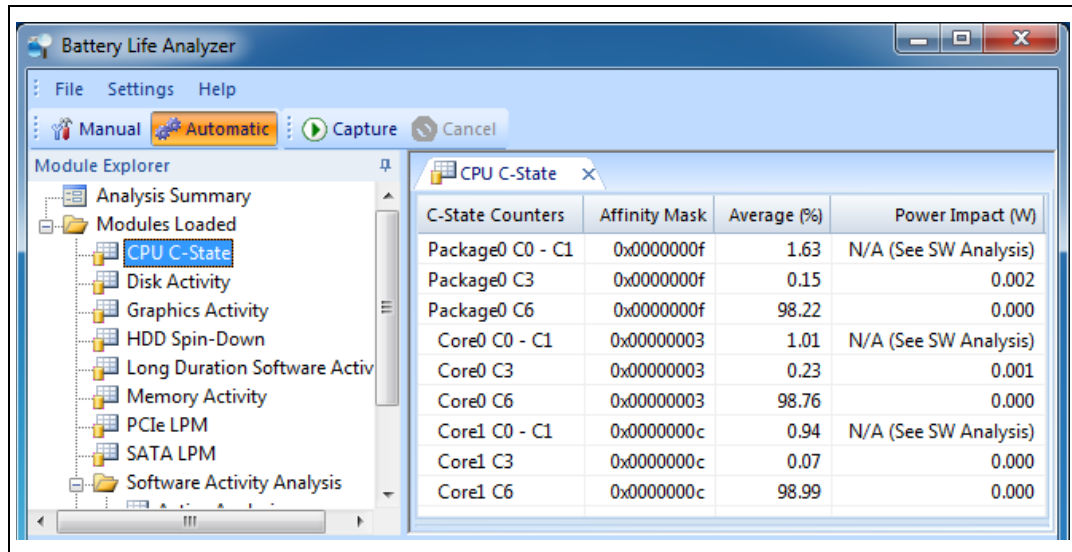 Battery Life Analyzer
File Settings Help
Manual Automatic Capture Cancel
Module Explorer
Analysis Summary
Modules Loaded
CPU C-State
Disk Activity
Graphics Activity
HDD Spin-Down
Long Duration Software Activ
Memory Activity
PCIe LPM
SATA LPM
Software Activity Analysis
CPU C-State
C-State Counters Affinity Mask Average (%) Power Impact (W)
Package0 C0 - C1 0x0000000f 1.63 N/A (See SW Analysis)
Package0 C3 0x0000000f 0.15 0.002
Package0 C6 0x0000000f 98.22 0.000
Core0 C0 - C1 0x00000003 1.01 N/A (See SW Analysis)
Core0 C3 0x00000003 0.23 0.001
Core0 C6 0x00000003 98.76 0.000
Core1 C0 - C1 0x0000000c 0.94 N/A (See SW Analysis)
Core1 C3 0x0000000c 0.07 0.000
Core1 C6 0x0000000c 98.99 0.000